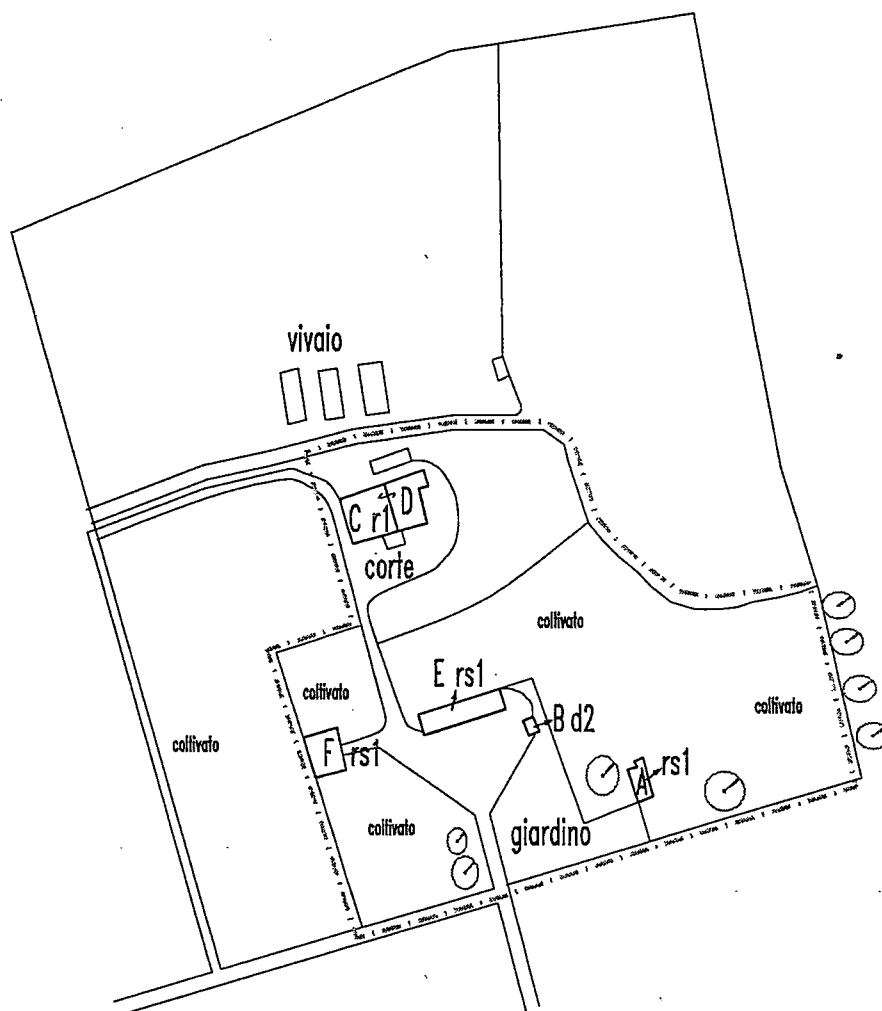 vivaio
C r1 D
corte
coltivato
E rs1
coltivato
coltivato
B d2
coltivato
F rs1
A rs1
coltivato
giardino